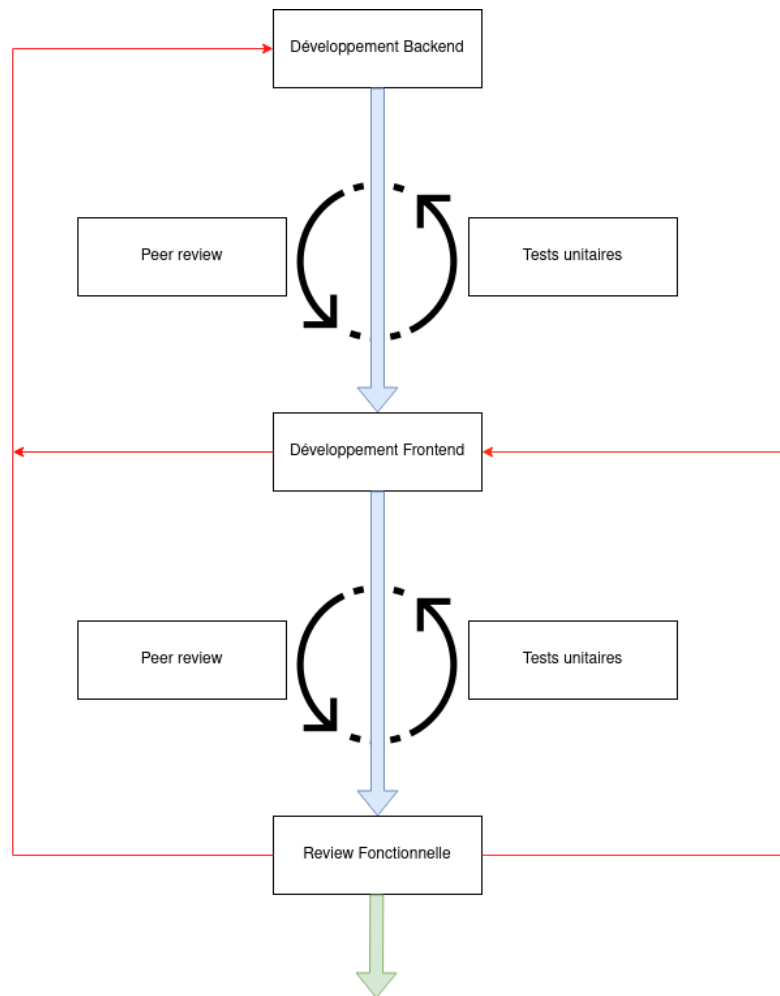 Développement Backend
Peer review
Tests unitaires
Développement Frontend
Peer review
Tests unitaires
Review Fonctionnelle